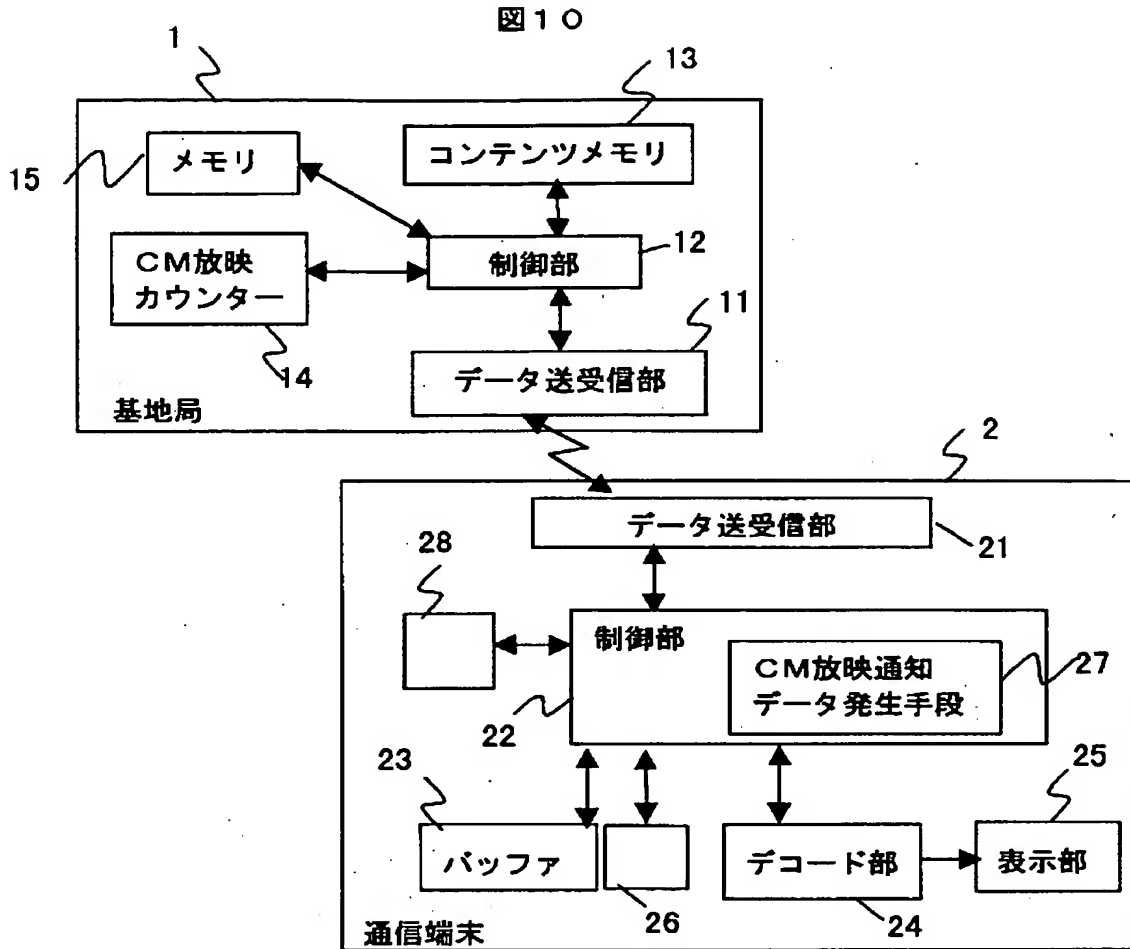 図１０
1
13
メモリ
コンテンツメモリ
15
12
CM放映
カウンター
制御部
11
14
データ送受信部
基地局
2
データ送受信部
21
28
制御部
CM放映通知
データ発生手段
27
22
23
25
バッファ
デコード部
表示部
26
24
通信端末